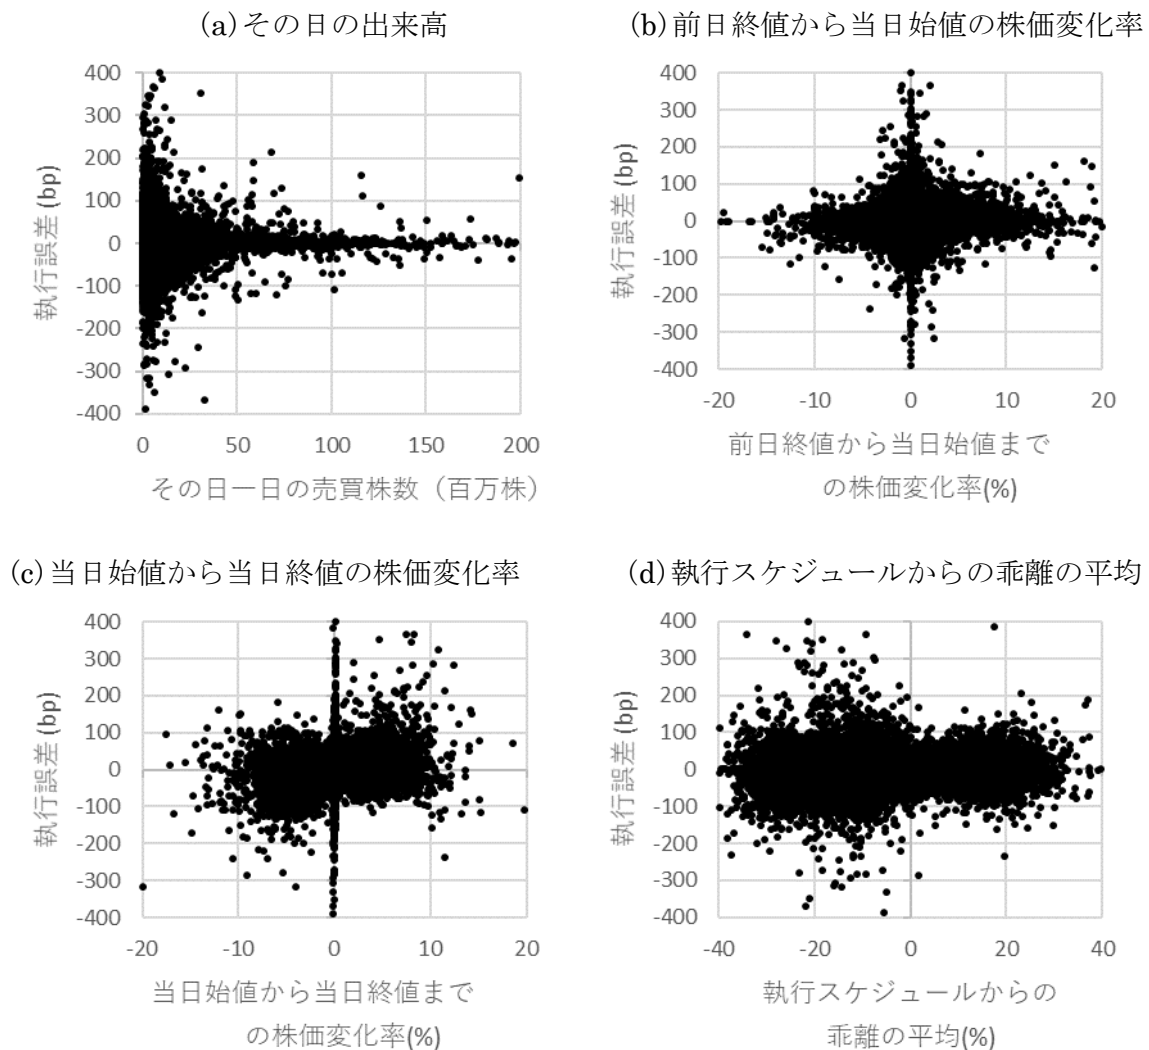 (a)その日の出来高
400
300
200
100
0
-100
-200
-300
-400
執行誤差(bp)
0 50 100 150 200
その日一日の売買株数（百万株）
(b)前日終値から当日始値の株価変化率
400
300
200
100
0
-100
-200
-300
-400
執行誤差(bp)
-20 -10 0 10 20
前日終値から当日始値まで
の株価変化率(%)
(c)当日始値から当日終値の株価変化率
400
300
200
100
0
-100
-200
-300
-400
執行誤差(bp)
-20 -10 0 10 20
当日始値から当日終値まで
の株価変化率(%)
(d)執行スケジュールからの乖離の平均
400
300
200
100
0
-100
-200
-300
-400
執行誤差(bp)
-40 -20 0 20 40
執行スケジュールからの
乖離の平均(%)